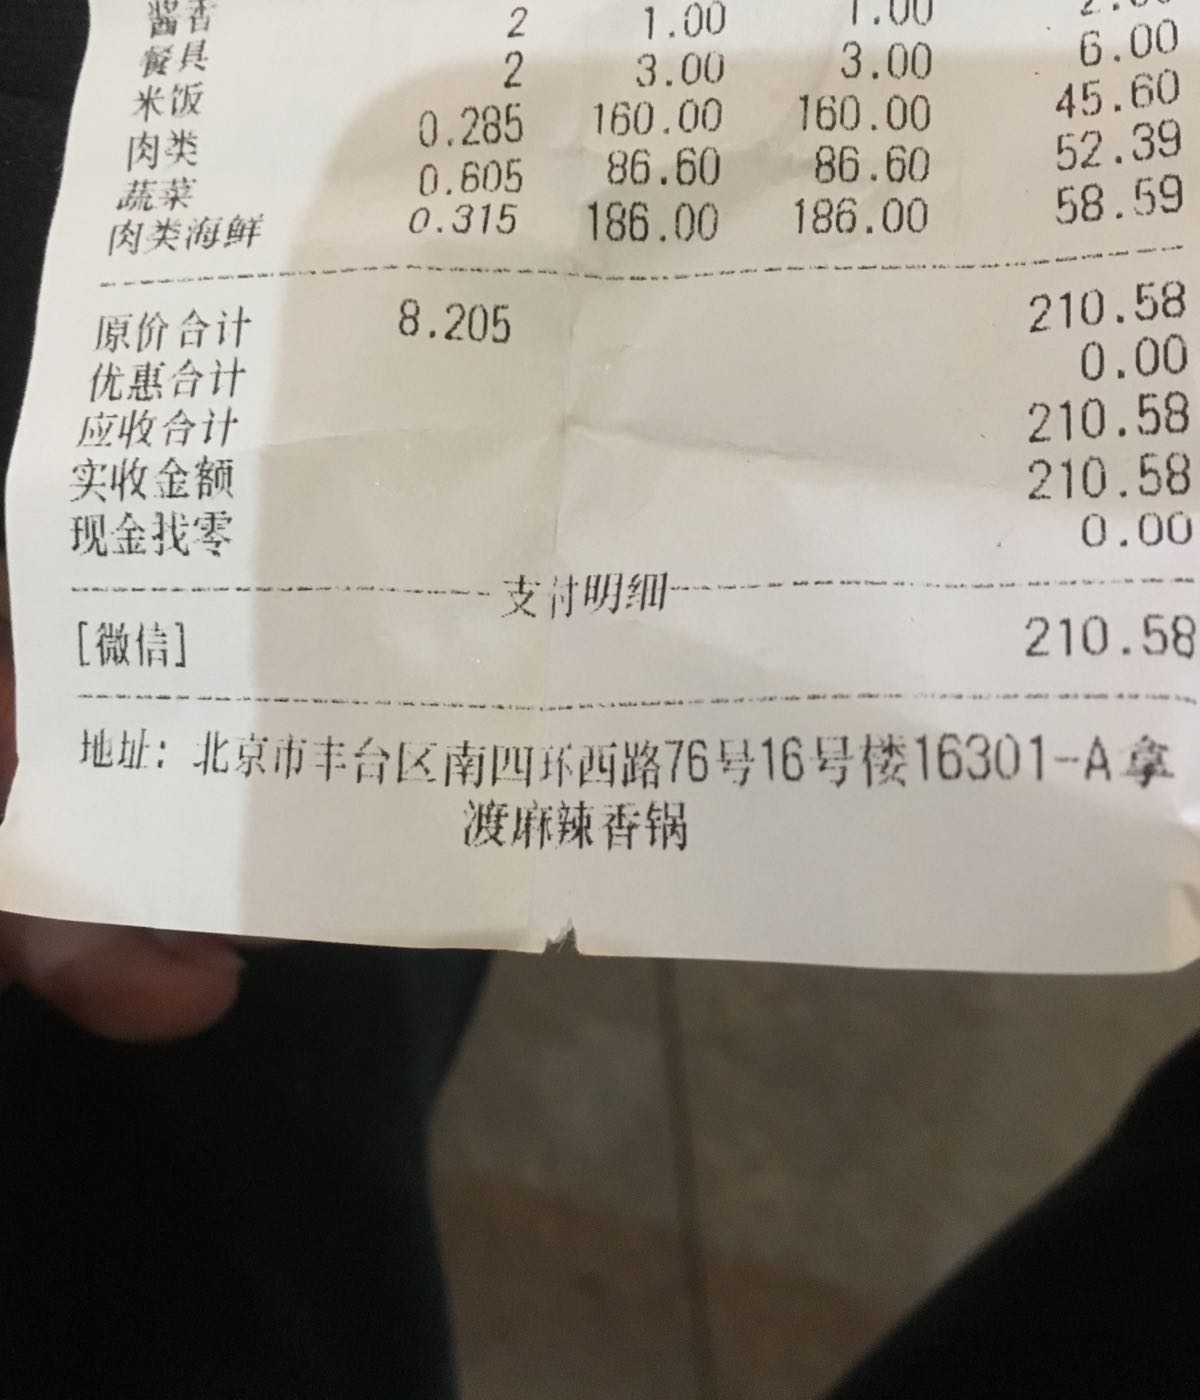 酱香
餐具 2 1.00 1.00 2.00
米饭 2 3.00 3.00 6.00
肉类 0.285 160.00 160.00 45.60
蔬菜 0.605 86.60 86.60 52.39
肉类海鲜 0.315 186.00 186.00 58.59
原价合计 8.205 210.58
优惠合计 0.00
应收合计 210.58
实收金额 210.58
现金找零 0.00
支付明细
[微信] 210.58
地址: 北京市丰台区南四环西路76号16号楼16301-A拿
渡麻辣香锅